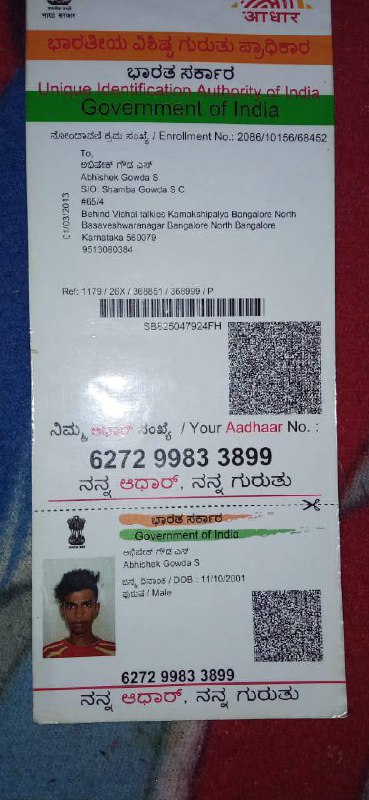 भारत सरकार
आधार
ಭಾರತೀಯ ವಿಶಿಷ್ಟ ಗುರುತು ಪ್ರಾಧಿಕಾರ
ಭಾರತ ಸರ್ಕಾರ
Unique Identification Authority of India
Government of India
ನೋಂದಾವಣಿ ಕ್ರಮ ಸಂಖ್ಯೆ / Enrollment No.: 2086/10156/68452
To,
ಅಭಿಷೇಕ್ ಗೌಡ ಎಸ್
Abhishek Gowda S
S/O: Shamba Gowda S C
#65/4
Behind Vichal talkies Kamakshipalya Bangalore North
Basaveshwaranagar Bangalore North Bangalore
Karnataka 560079
9513080384
01/03/2013
Ref: 1179 / 26X / 368851 / 368999 / P
SB825047924FH
ನಿಮ್ಮ ಆಧಾರ್ ಸಂಖ್ಯೆ / Your Aadhaar No. :
6272 9983 3899
ನನ್ನ ಆಧಾರ್, ನನ್ನ ಗುರುತು
ಭಾರತ ಸರ್ಕಾರ
Government of India
ಅಭಿಷೇಕ್ ಗೌಡ ಎಸ್
Abhishek Gowda S
ಜನ್ಮ ದಿನಾಂಕ / DOB : 11/10/2001
ಪುರುಷ / Male
6272 9983 3899
ನನ್ನ ಆಧಾರ್, ನನ್ನ ಗುರುತು